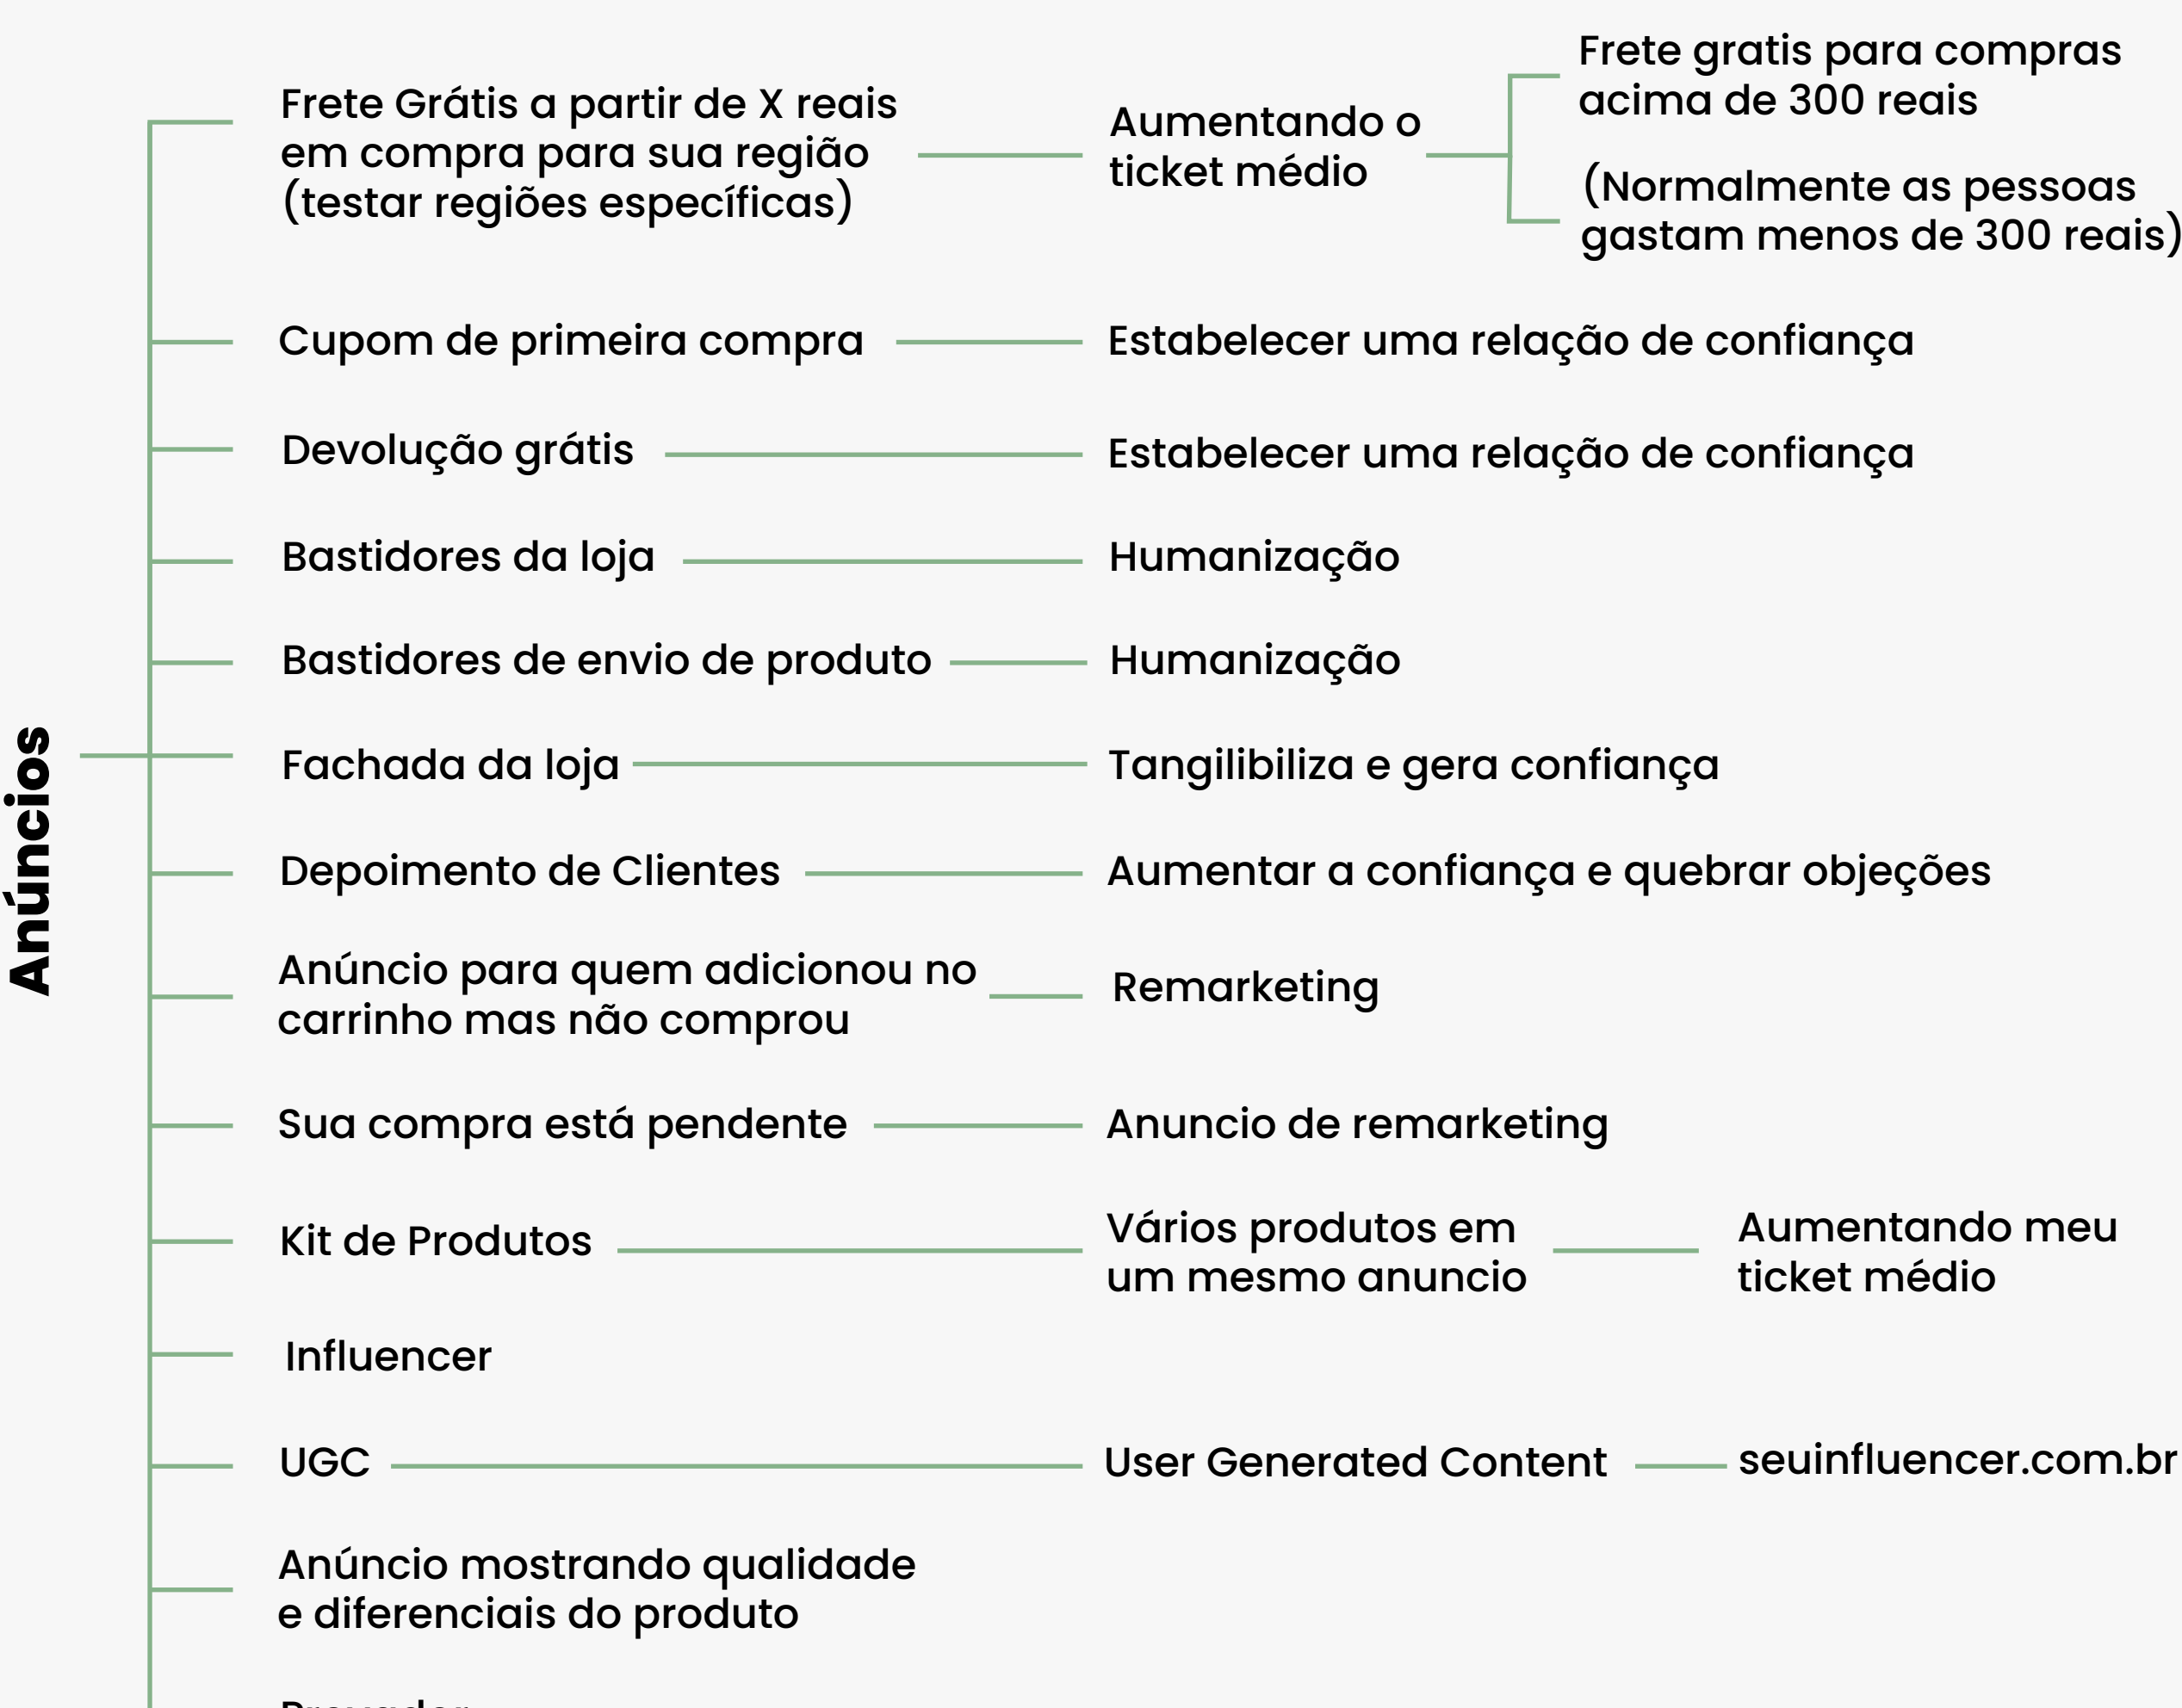 Anúncios
Frete Grátis a partir de X reais
em compra para sua região
(testar regiões específicas)
Aumentando o
ticket médio
Frete gratis para compras
acima de 300 reais
(Normalmente as pessoas
gastam menos de 300 reais)
Cupom de primeira compra
Estabelecer uma relação de confiança
Devolução grátis
Estabelecer uma relação de confiança
Bastidores da loja
Humanização
Bastidores de envio de produto
Humanização
Fachada da loja
Tangilibiliza e gera confiança
Depoimento de Clientes
Aumentar a confiança e quebrar objeções
Anúncio para quem adicionou no
carrinho mas não comprou
Remarketing
Sua compra está pendente
Anuncio de remarketing
Kit de Produtos
Vários produtos em
um mesmo anuncio
Aumentando meu
ticket médio
Influencer
UGC
User Generated Content
seuinfluencer.com.br
Anúncio mostrando qualidade
e diferenciais do produto